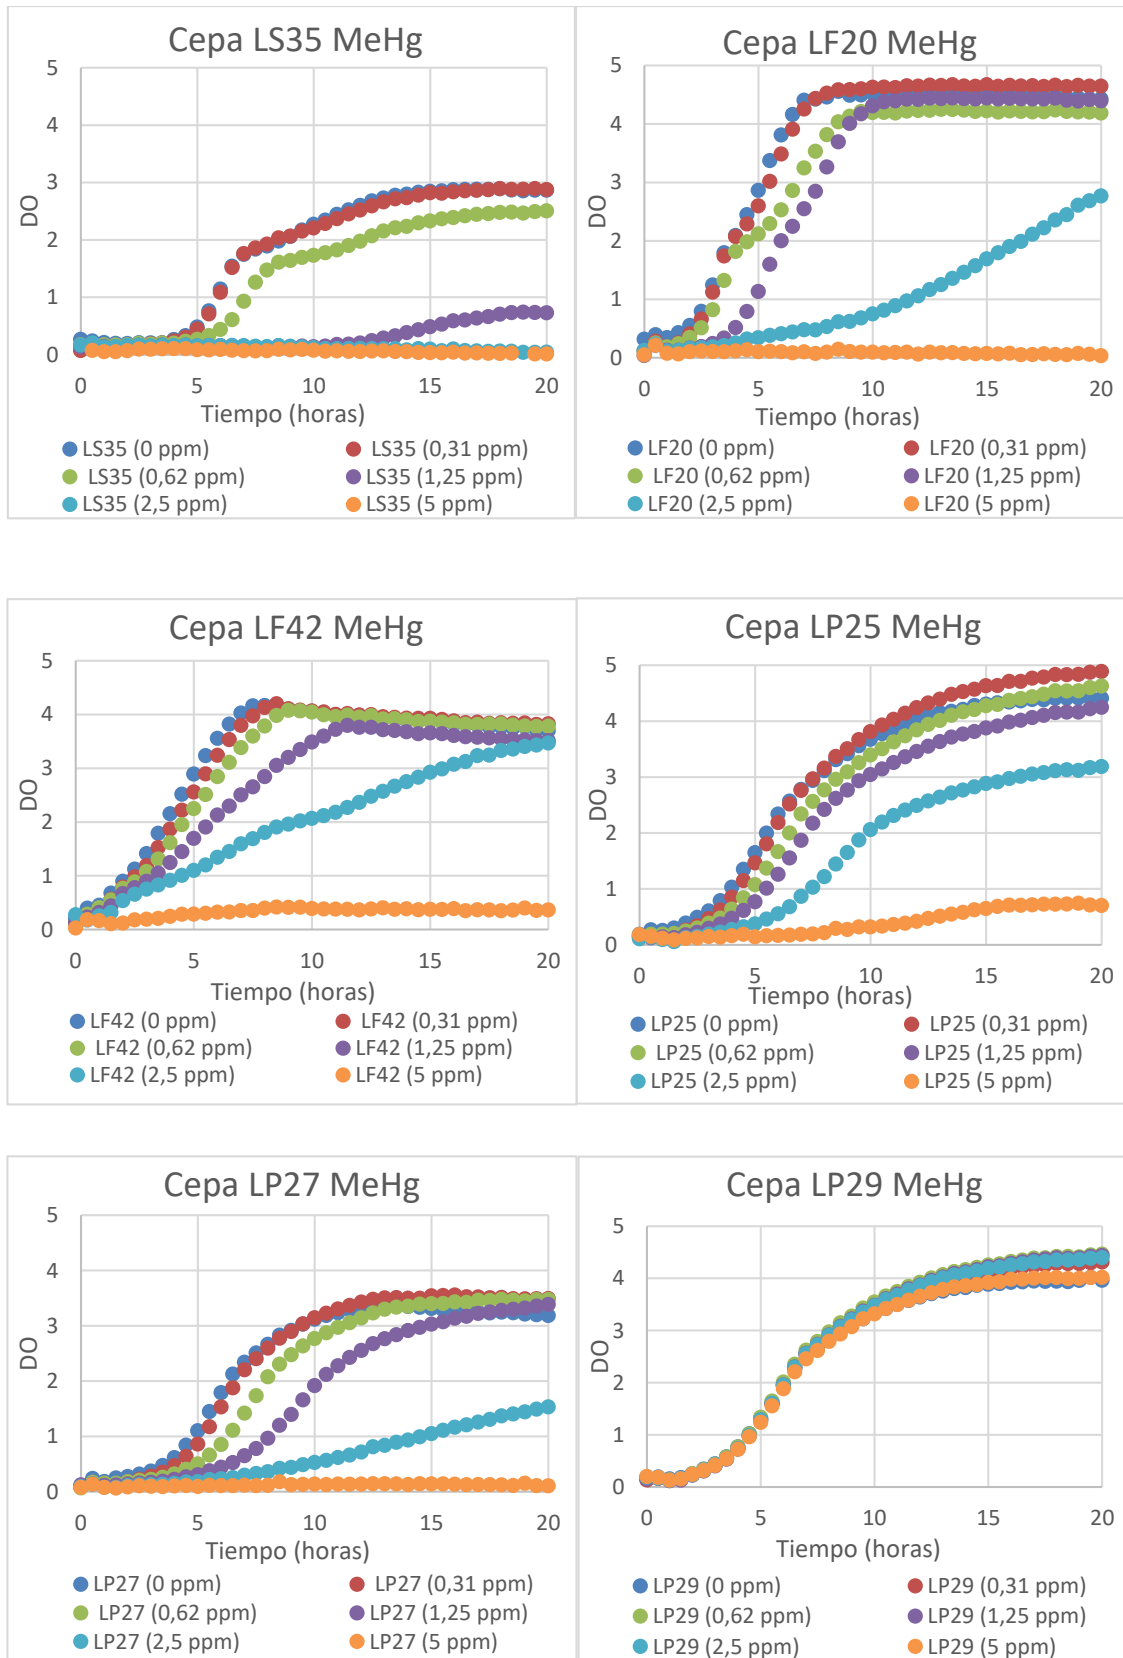 Cepa LS35 MeHg
5
4
3
2
1
0
DO
0 5 10 15 20
Tiempo (horas)
LS35 (0 ppm) LS35 (0,31 ppm)
LS35 (0,62 ppm) LS35 (1,25 ppm)
LS35 (2,5 ppm) LS35 (5 ppm)
Cepa LF20 MeHg
5
4
3
2
1
0
DO
0 5 10 15 20
Tiempo (horas)
LF20 (0 ppm) LF20 (0,31 ppm)
LF20 (0,62 ppm) LF20 (1,25 ppm)
LF20 (2,5 ppm) LF20 (5 ppm)
Cepa LF42 MeHg
5
4
3
2
1
0
DO
0 5 10 15 20
Tiempo (horas)
LF42 (0 ppm) LF42 (0,31 ppm)
LF42 (0,62 ppm) LF42 (1,25 ppm)
LF42 (2,5 ppm) LF42 (5 ppm)
Cepa LP25 MeHg
5
4
3
2
1
0
DO
0 5 10 15 20
Tiempo (horas)
LP25 (0 ppm) LP25 (0,31 ppm)
LP25 (0,62 ppm) LP25 (1,25 ppm)
LP25 (2,5 ppm) LP25 (5 ppm)
Cepa LP27 MeHg
5
4
3
2
1
0
DO
0 5 10 15 20
Tiempo (horas)
LP27 (0 ppm) LP27 (0,31 ppm)
LP27 (0,62 ppm) LP27 (1,25 ppm)
LP27 (2,5 ppm) LP27 (5 ppm)
Cepa LP29 MeHg
5
4
3
2
1
0
DO
0 5 10 15 20
Tiempo (horas)
LP29 (0 ppm) LP29 (0,31 ppm)
LP29 (0,62 ppm) LP29 (1,25 ppm)
LP29 (2,5 ppm) LP29 (5 ppm)